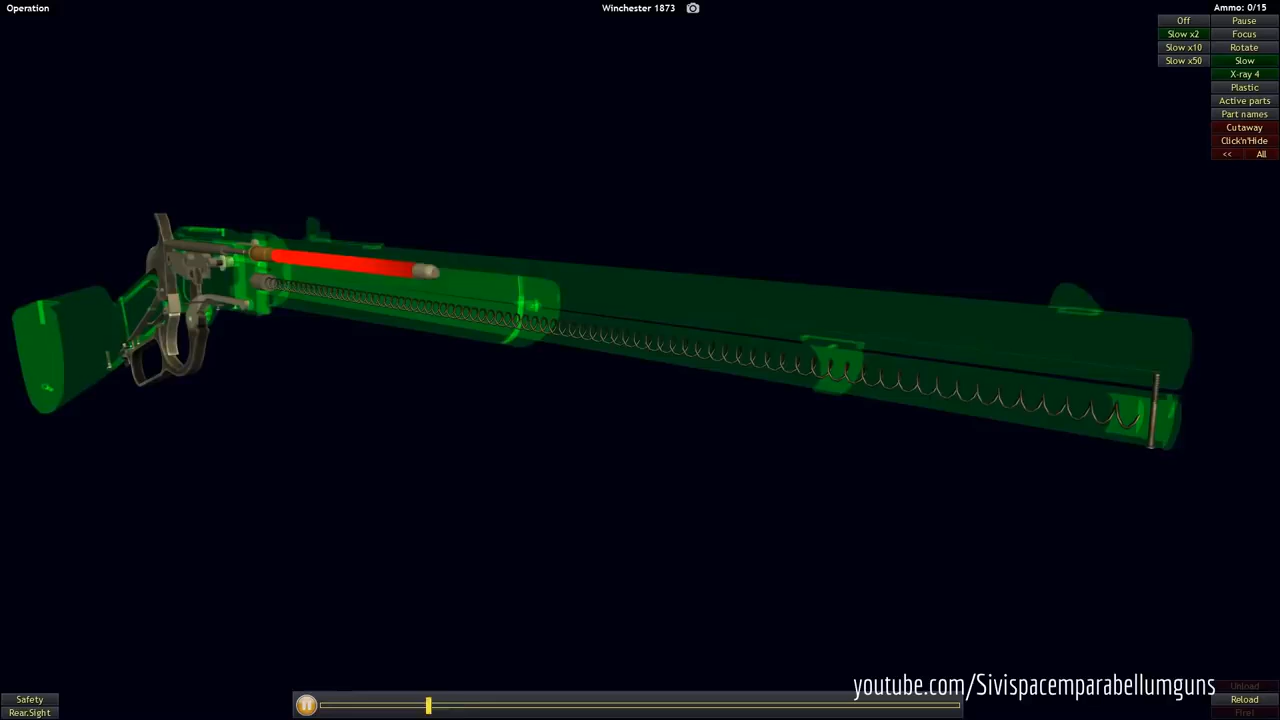 Operation
Winchester 1873
Ammo: 0/15
Off
Pause
Slow x2
Focus
Slow x10
Rotate
Slow x50
Slow
X-ray 4
Plastic
Active parts
Part names
Cutaway
Click'n'Hide
<< All
youtube.com/Sivispacemparabellumguns
Unload
Safety
Reload
Rear.Sight
Fire!